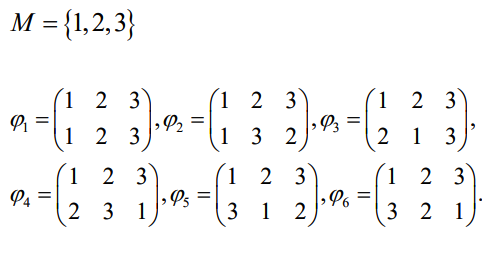 M = {1,2,3}
φ₁ = (1 2 3
1 2 3), φ₂ = (1 2 3
1 3 2), φ₃ = (1 2 3
2 1 3),
φ₄ = (1 2 3
2 3 1), φ₅ = (1 2 3
3 1 2), φ₆ = (1 2 3
3 2 1).